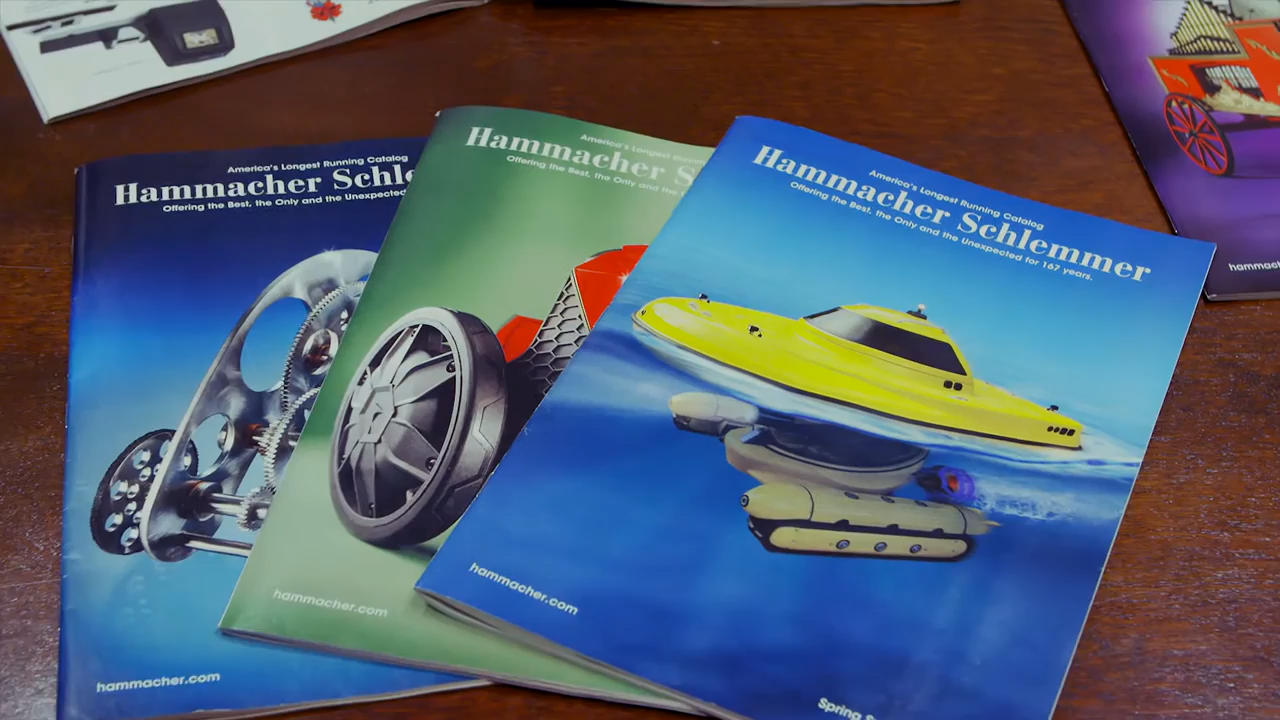 America's Longest Running Catalog
Hammacher
Offering the Best, the Only and the Unexpected
hammacher.com
America's Longest
Hammacher
Offering the Best, the Only and the
hammacher.com
America's Longest Running Catalog
Hammacher Schlemmer
Offering the Best, the Only and the Unexpected for 167 years.
hammacher.com
Spring